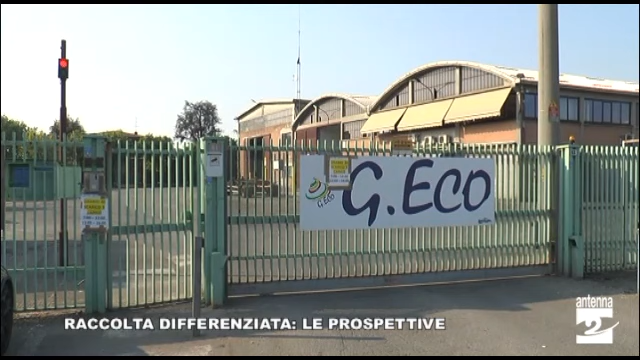 G.ECO
G.ECO
RACCOLTA DIFFERENZIATA: LE PROSPETTIVE
antenna
2